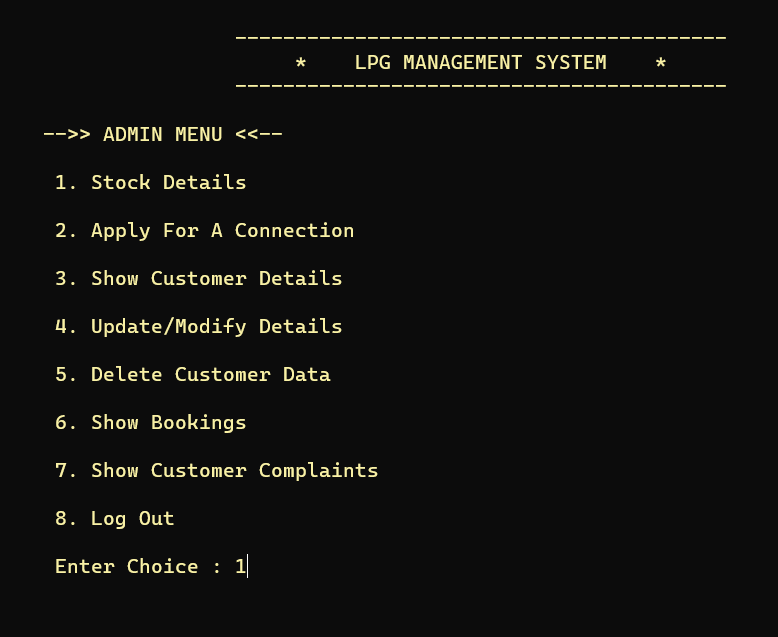 -----------------------------------------
*    LPG MANAGEMENT SYSTEM    *
-----------------------------------------
-->> ADMIN MENU <<--
1. Stock Details
2. Apply For A Connection
3. Show Customer Details
4. Update/Modify Details
5. Delete Customer Data
6. Show Bookings
7. Show Customer Complaints
8. Log Out
Enter Choice : 1